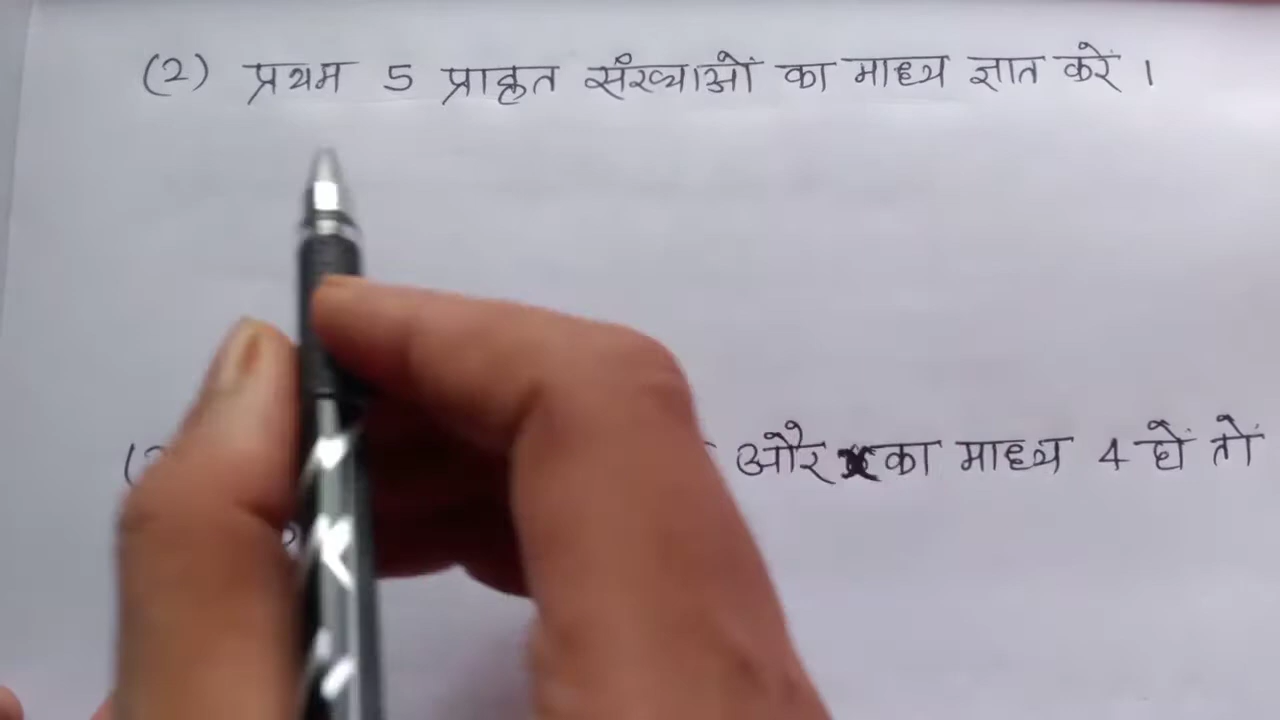 (2) प्रथम 5 प्राकृत संख्याओं का माध्य ज्ञात करें ।
और x का माध्य 4 है तो